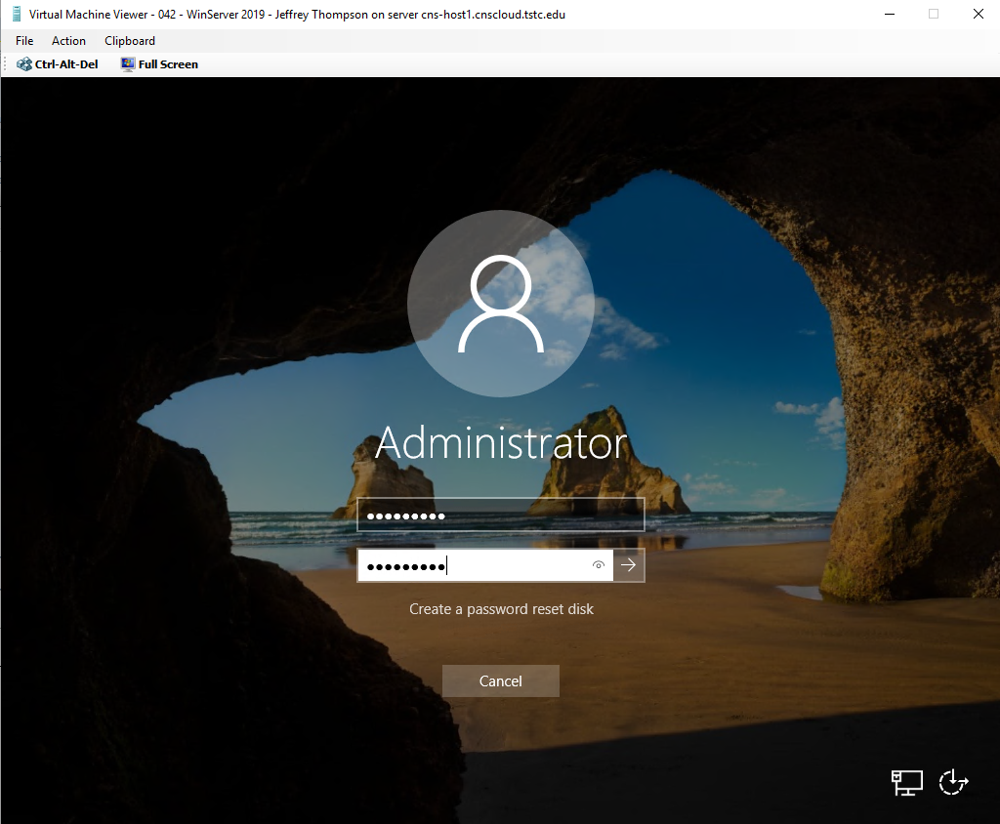 Virtual Machine Viewer - 042 - WinServer 2019 - Jeffrey Thompson on server cns-host1.cnscloud.tstc.edu
File Action Clipboard
Ctrl-Alt-Del Full Screen
Administrator
●●●●●●●●●
●●●●●●●●●
Create a password reset disk
Cancel